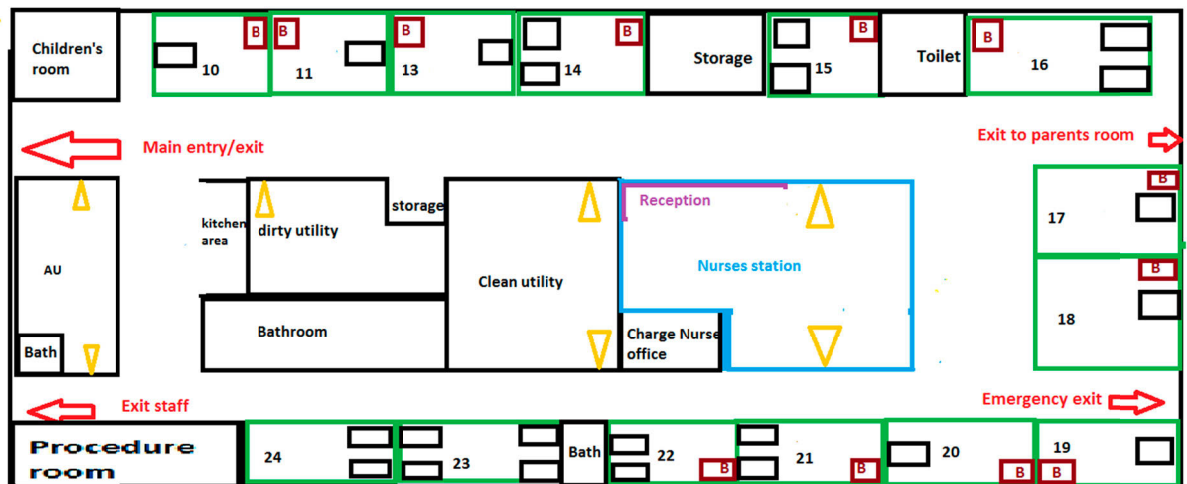 Children's
room
B
B
B
B
B
B
10
11
13
14
Storage
15
Toilet
16
Main entry/exit
Exit to parents room
B
17
AU
kitchen
area
dirty utility
storage
Clean utility
Reception
Nurses station
B
18
Bath
Bathroom
Charge Nurse
office
Exit staff
Emergency exit
Procedure
room
24
23
Bath
22
B
21
B
20
B
19
B